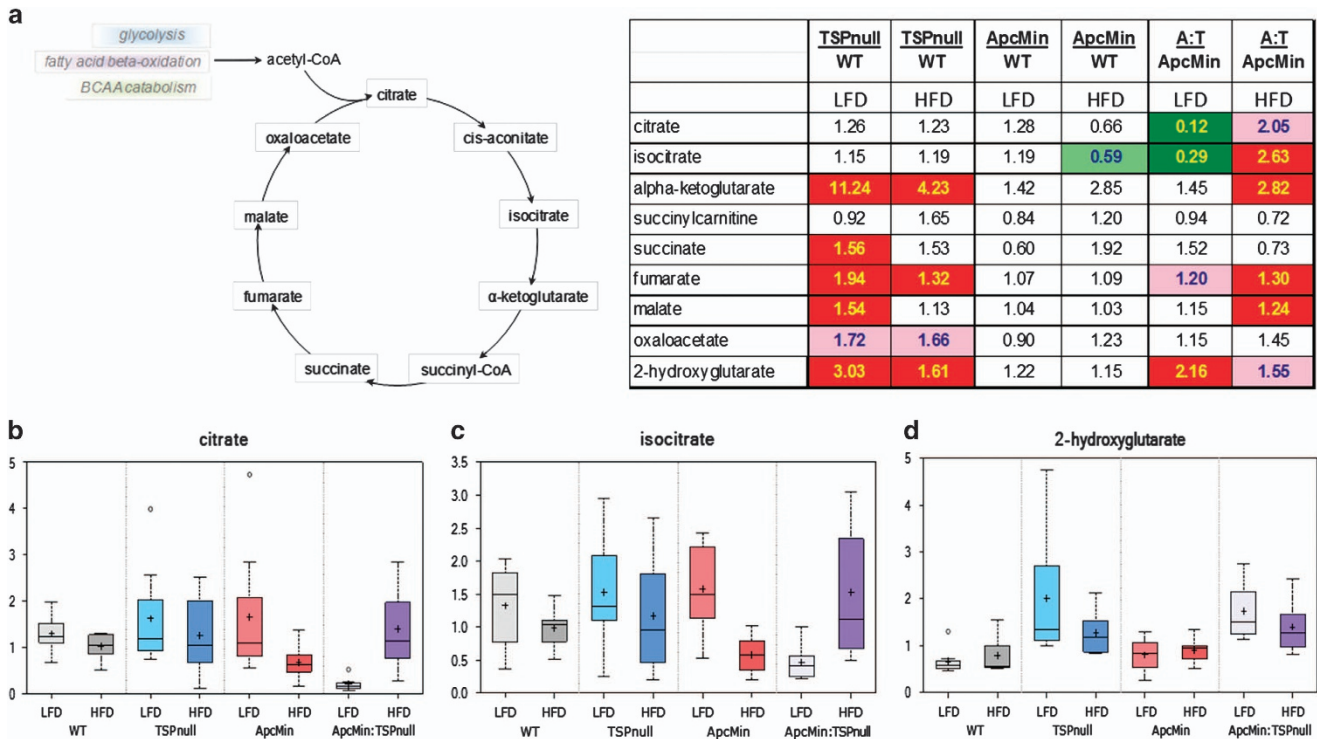 a
glycolysis
fatty acid beta-oxidation
BCAA catabolism
acetyl-CoA
citrate
cis-aconitate
isocitrate
α-ketoglutarate
succinyl-CoA
succinate
fumarate
malate
oxaloacetate
TSPnull TSPnull ApcMin ApcMin A:T A:T
WT WT WT WT ApcMin ApcMin
LFD HFD LFD HFD LFD HFD
citrate 1.26 1.23 1.28 0.66 0.12 2.05
isocitrate 1.15 1.19 1.19 0.59 0.29 2.63
alpha-ketoglutarate 11.24 4.23 1.42 2.85 1.45 2.82
succinylcarnitine 0.92 1.65 0.84 1.20 0.94 0.72
succinate 1.56 1.53 0.60 1.92 1.52 0.73
fumarate 1.94 1.32 1.07 1.09 1.20 1.30
malate 1.54 1.13 1.04 1.03 1.15 1.24
oxaloacetate 1.72 1.66 0.90 1.23 1.15 1.45
2-hydroxyglutarate 3.03 1.61 1.22 1.15 2.16 1.55
b
citrate
5
4
3
2
1
0
LFD HFD LFD HFD LFD HFD LFD HFD
WT TSPnull ApcMin ApcMin:TSPnull
c
isocitrate
3.5
3.0
2.5
2.0
1.5
1.0
0.5
0.0
LFD HFD LFD HFD LFD HFD LFD HFD
WT TSPnull ApcMin ApcMin:TSPnull
d
2-hydroxyglutarate
5
4
3
2
1
0
LFD HFD LFD HFD LFD HFD LFD HFD
WT TSPnull ApcMin ApcMin:TSPnull